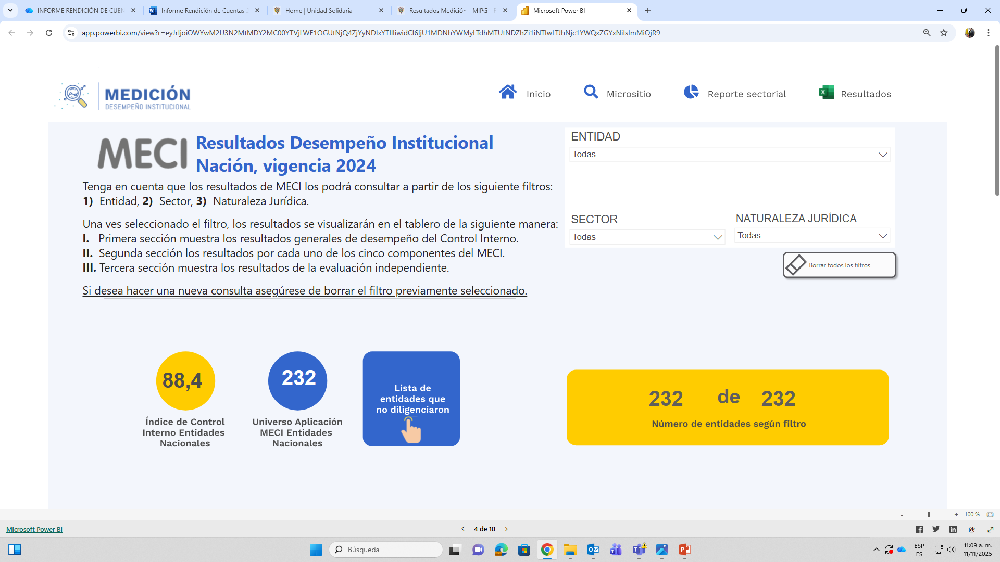 INFORME RENDICIÓN DE CUEN
Informe Rendición de Cuentas 2
Home | Unidad Solidaria
Resultados Medición - MIPG - F
Microsoft Power BI
MEDICIÓN
DESEMPEÑO INSTITUCIONAL
Inicio
Micrositio
Reporte sectorial
Resultados
MECI
Resultados Desempeño Institucional
Nación, vigencia 2024
Tenga en cuenta que los resultados de MECI los podrá consultar a partir de los siguiente filtros:
1) Entidad, 2) Sector, 3) Naturaleza Jurídica.
Una ves seleccionado el filtro, los resultados se visualizarán en el tablero de la siguiente manera:
I. Primera sección muestra los resultados generales de desempeño del Control Interno.
II. Segunda sección los resultados por cada uno de los cinco componentes del MECI.
III. Tercera sección muestra los resultados de la evaluación independiente.
Si desea hacer una nueva consulta asegúrese de borrar el filtro previamente seleccionado.
ENTIDAD
Todas
SECTOR
Todas
NATURALEZA JURÍDICA
Todas
Borrar todos los filtros
88,4
Índice de Control
Interno Entidades
Nacionales
232
Universo Aplicación
MECI Entidades
Nacionales
Lista de
entidades que
no diligenciaron
232 de 232
Número de entidades según filtro
- + 100 %
Microsoft Power BI
4 de 10
Búsqueda
ESP
ES
11:09 a. m.
11/11/2025